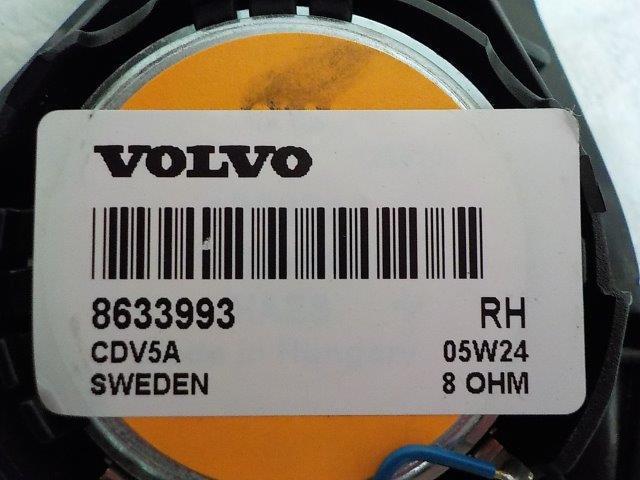 VOLVO
8633993 RH
CDV5A 05W24
SWEDEN 8 OHM